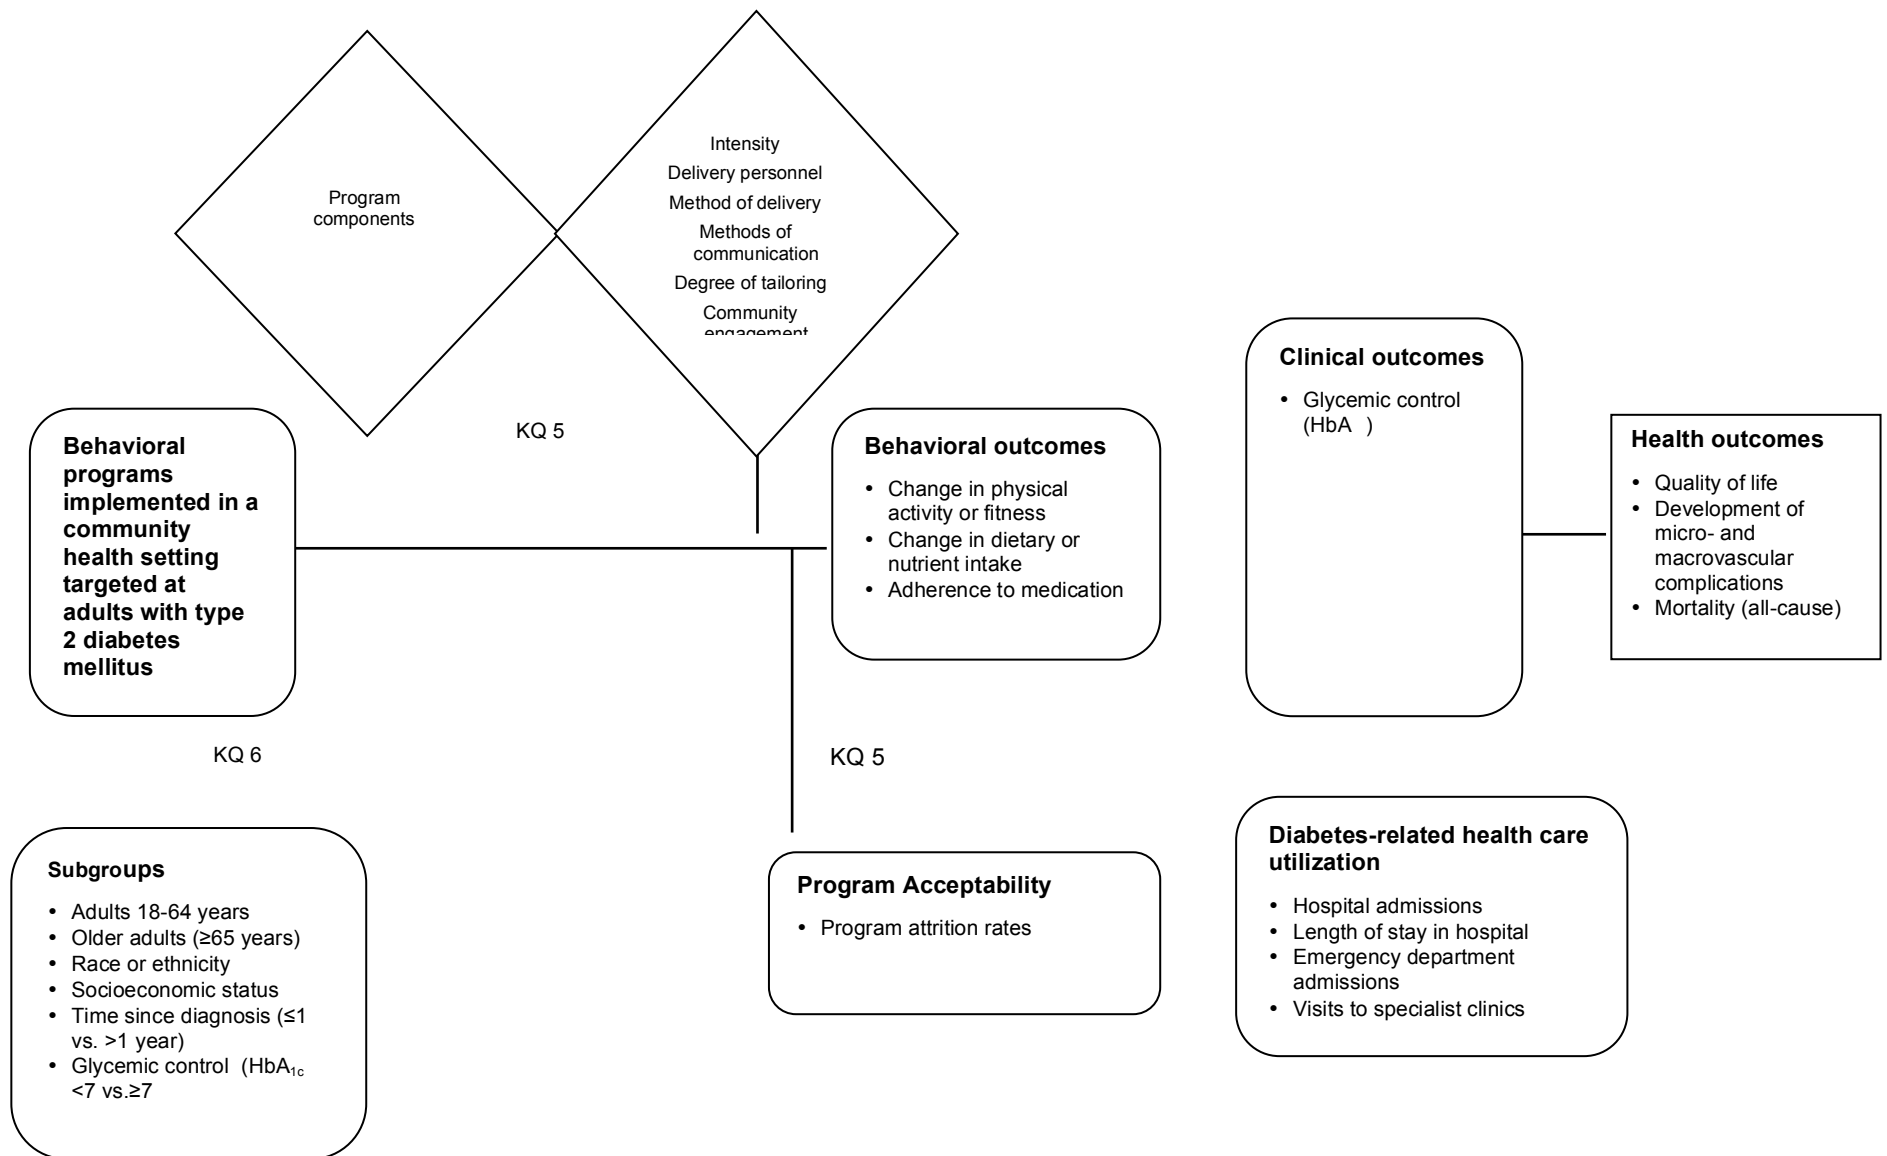 Program
components
Intensity
Delivery personnel
Method of delivery
Methods of
communication
Degree of tailoring
Community
engagement
KQ 5
Behavioral
programs
implemented in a
community
health setting
targeted at
adults with type
2 diabetes
mellitus
Behavioral outcomes
• Change in physical
activity or fitness
• Change in dietary or
nutrient intake
• Adherence to medication
Clinical outcomes
• Glycemic control
(HbA )
Health outcomes
• Quality of life
• Development of
micro- and
macrovascular
complications
• Mortality (all-cause)
KQ 6
KQ 5
Subgroups
• Adults 18-64 years
• Older adults (≥65 years)
• Race or ethnicity
• Socioeconomic status
• Time since diagnosis (≤1
vs. >1 year)
• Glycemic control (HbA1c
<7 vs.≥7
Program Acceptability
• Program attrition rates
Diabetes-related health care
utilization
• Hospital admissions
• Length of stay in hospital
• Emergency department
admissions
• Visits to specialist clinics